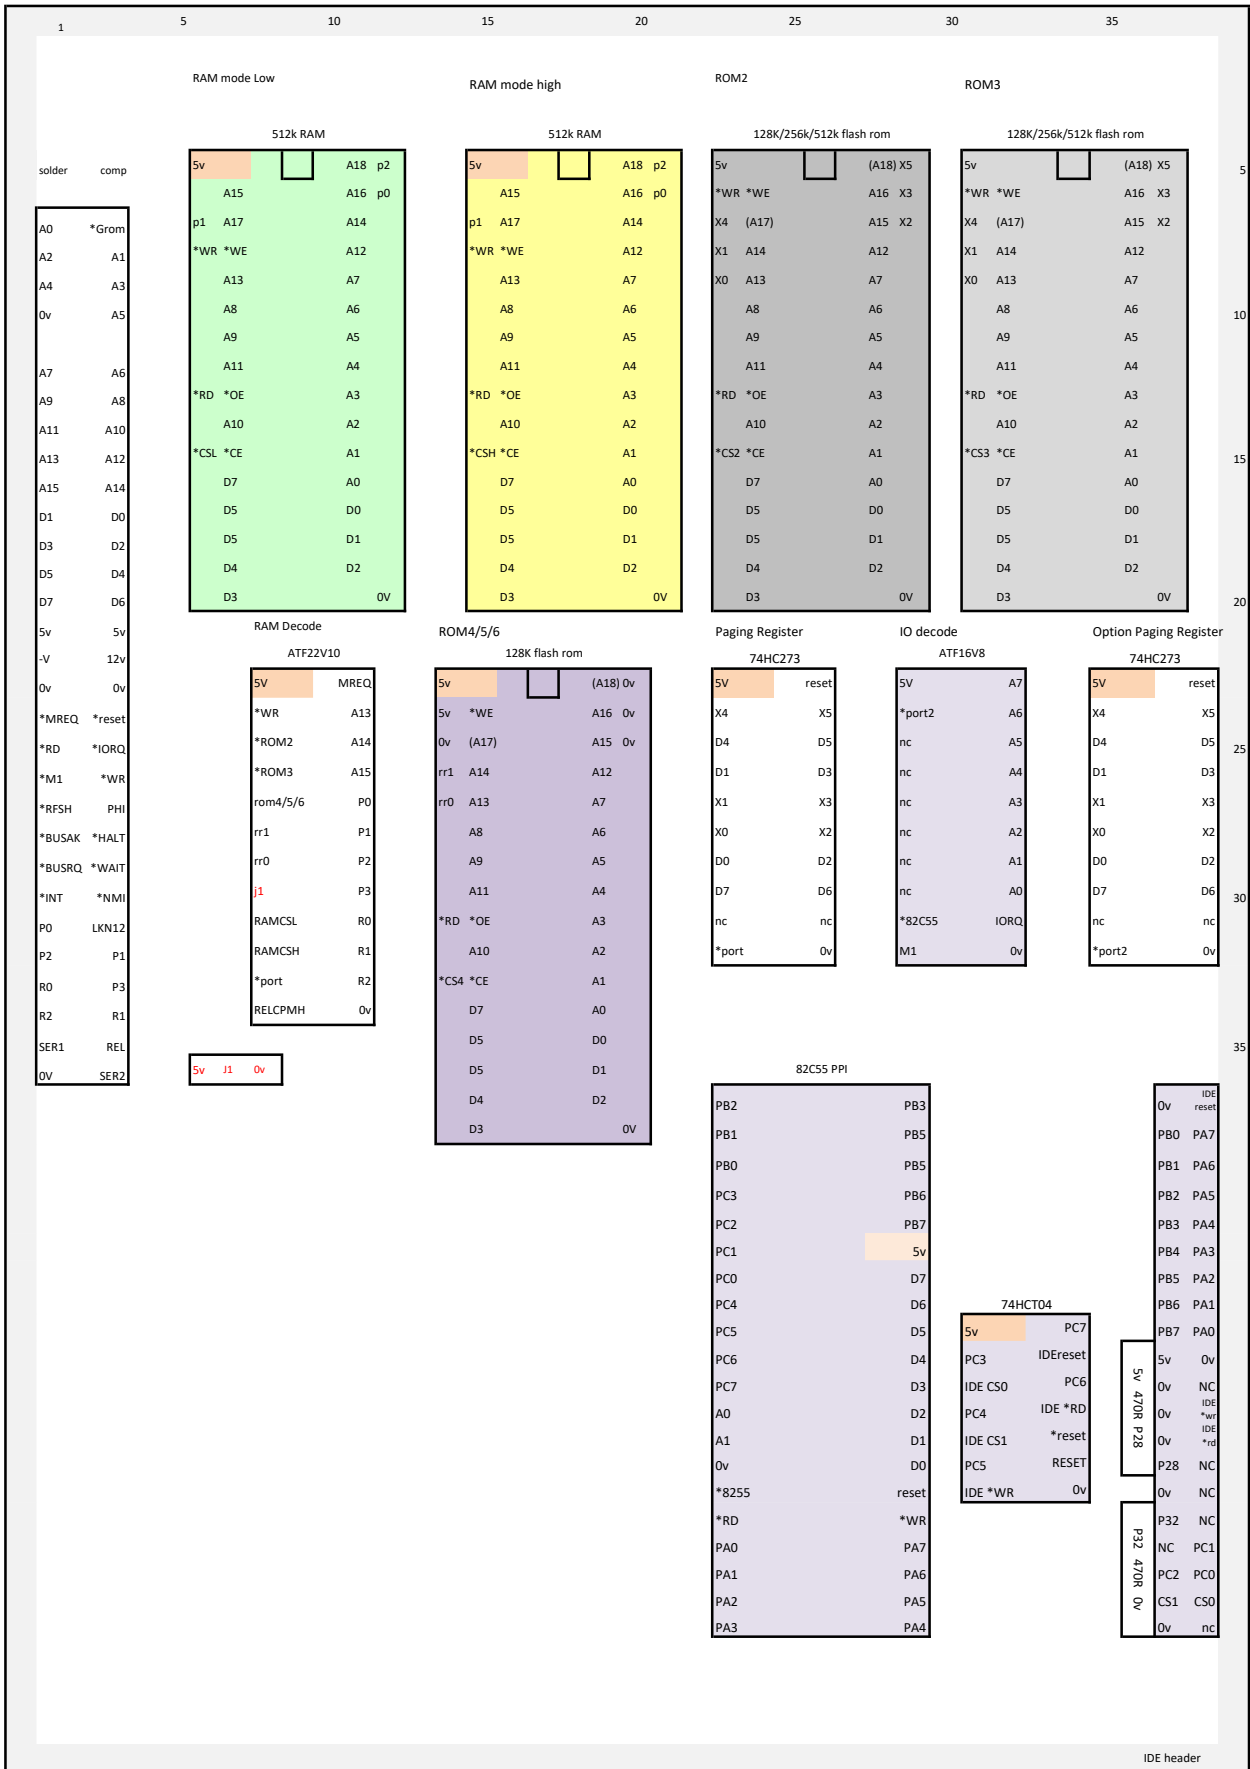 1 5 10 15 20 25 30 35
RAM mode Low
RAM mode high
ROM2
ROM3
512k RAM
512k RAM
128K/256k/512k flash rom
128K/256k/512k flash rom
solder comp
A0 *Grom
A2 A1
A4 A3
0v A5
A7 A6
A9 A8
A11 A10
A13 A12
A15 A14
D1 D0
D3 D2
D5 D4
D7 D6
5v 5v
-V 12v
0v 0v
*MREQ *reset
*RD *IORQ
*M1 *WR
*RFSH PHI
*BUSAK *HALT
*BUSRQ *WAIT
*INT *NMI
P0 LKN12
P2 P1
R0 P3
R2 R1
SER1 REL
0V SER2
5v A18 p2
A15 A16 p0
p1 A17 A14
*WR *WE A12
A13 A7
A8 A6
A9 A5
A11 A4
*RD *OE A3
A10 A2
*CSL *CE A1
D7 A0
D5 D0
D5 D1
D4 D2
D3 0V
5v A18 p2
A15 A16 p0
p1 A17 A14
*WR *WE A12
A13 A7
A8 A6
A9 A5
A11 A4
*RD *OE A3
A10 A2
*CSH *CE A1
D7 A0
D5 D0
D5 D1
D4 D2
D3 0V
5v (A18) X5
*WR *WE A16 X3
X4 (A17) A15 X2
X1 A14 A12
X0 A13 A7
A8 A6
A9 A5
A11 A4
*RD *OE A3
A10 A2
*CS2 *CE A1
D7 A0
D5 D0
D5 D1
D4 D2
D3 0V
5v (A18) X5
*WR *WE A16 X3
X4 (A17) A15 X2
X1 A14 A12
X0 A13 A7
A8 A6
A9 A5
A11 A4
*RD *OE A3
A10 A2
*CS3 *CE A1
D7 A0
D5 D0
D5 D1
D4 D2
D3 0V
5
10
15
20
25
30
35
RAM Decode
ATF22V10
5V MREQ
*WR A13
*ROM2 A14
*ROM3 A15
rom4/5/6 P0
rr1 P1
rr0 P2
j1 P3
RAMCSL R0
RAMCSH R1
*port R2
RELCPMH 0v
5v J1 0v
ROM4/5/6
128K flash rom
5v (A18) 0v
5v *WE A16 0v
0v (A17) A15 0v
rr1 A14 A12
rr0 A13 A7
A8 A6
A9 A5
A11 A4
*RD *OE A3
A10 A2
*CS4 *CE A1
D7 A0
D5 D0
D5 D1
D4 D2
D3 0V
Paging Register
74HC273
5V reset
X4 X5
D4 D5
D1 D3
X1 X3
X0 X2
D0 D2
D7 D6
nc nc
*port 0v
IO decode
ATF16V8
5V A7
*port2 A6
nc A5
nc A4
nc A3
nc A2
nc A1
nc A0
*82C55 IORQ
M1 0v
Option Paging Register
74HC273
5V reset
X4 X5
D4 D5
D1 D3
X1 X3
X0 X2
D0 D2
D7 D6
nc nc
*port2 0v
82C55 PPI
PB2 PB3
PB1 PB5
PB0 PB5
PC3 PB6
PC2 PB7
PC1 5v
PC0 D7
PC4 D6
PC5 D5
PC6 D4
PC7 D3
A0 D2
A1 D1
0v D0
*8255 reset
*RD *WR
PA0 PA7
PA1 PA6
PA2 PA5
PA3 PA4
74HCT04
5v PC7
PC3 IDEreset
IDE CS0 PC6
PC4 IDE *RD
IDE CS1 *reset
PC5 RESET
IDE *WR 0v
5v 470R P28
P32 470R 0v
0v IDE reset
PB0 PA7
PB1 PA6
PB2 PA5
PB3 PA4
PB4 PA3
PB5 PA2
PB6 PA1
PB7 PA0
5v 0v
0v NC
0v IDE *wr
0v IDE *rd
P28 NC
0v NC
P32 NC
NC PC1
PC2 PC0
CS1 CS0
0v nc
IDE header